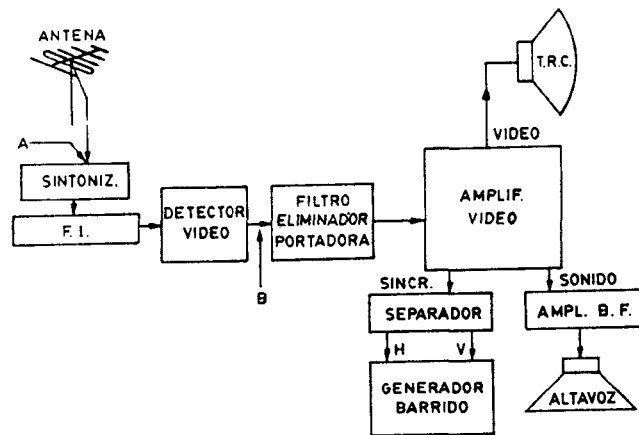 ANTENA
T.R.C.
A
VIDEO
SINTONIZ.
F.I.
DETECTOR
VIDEO
FILTRO
ELIMINADOR
PORTADORA
AMPLIF.
VIDEO
B
SINCR.
SONIDO
SEPARADOR
AMPL. B. F.
H
V
GENERADOR
BARRIDO
ALTAVOZ